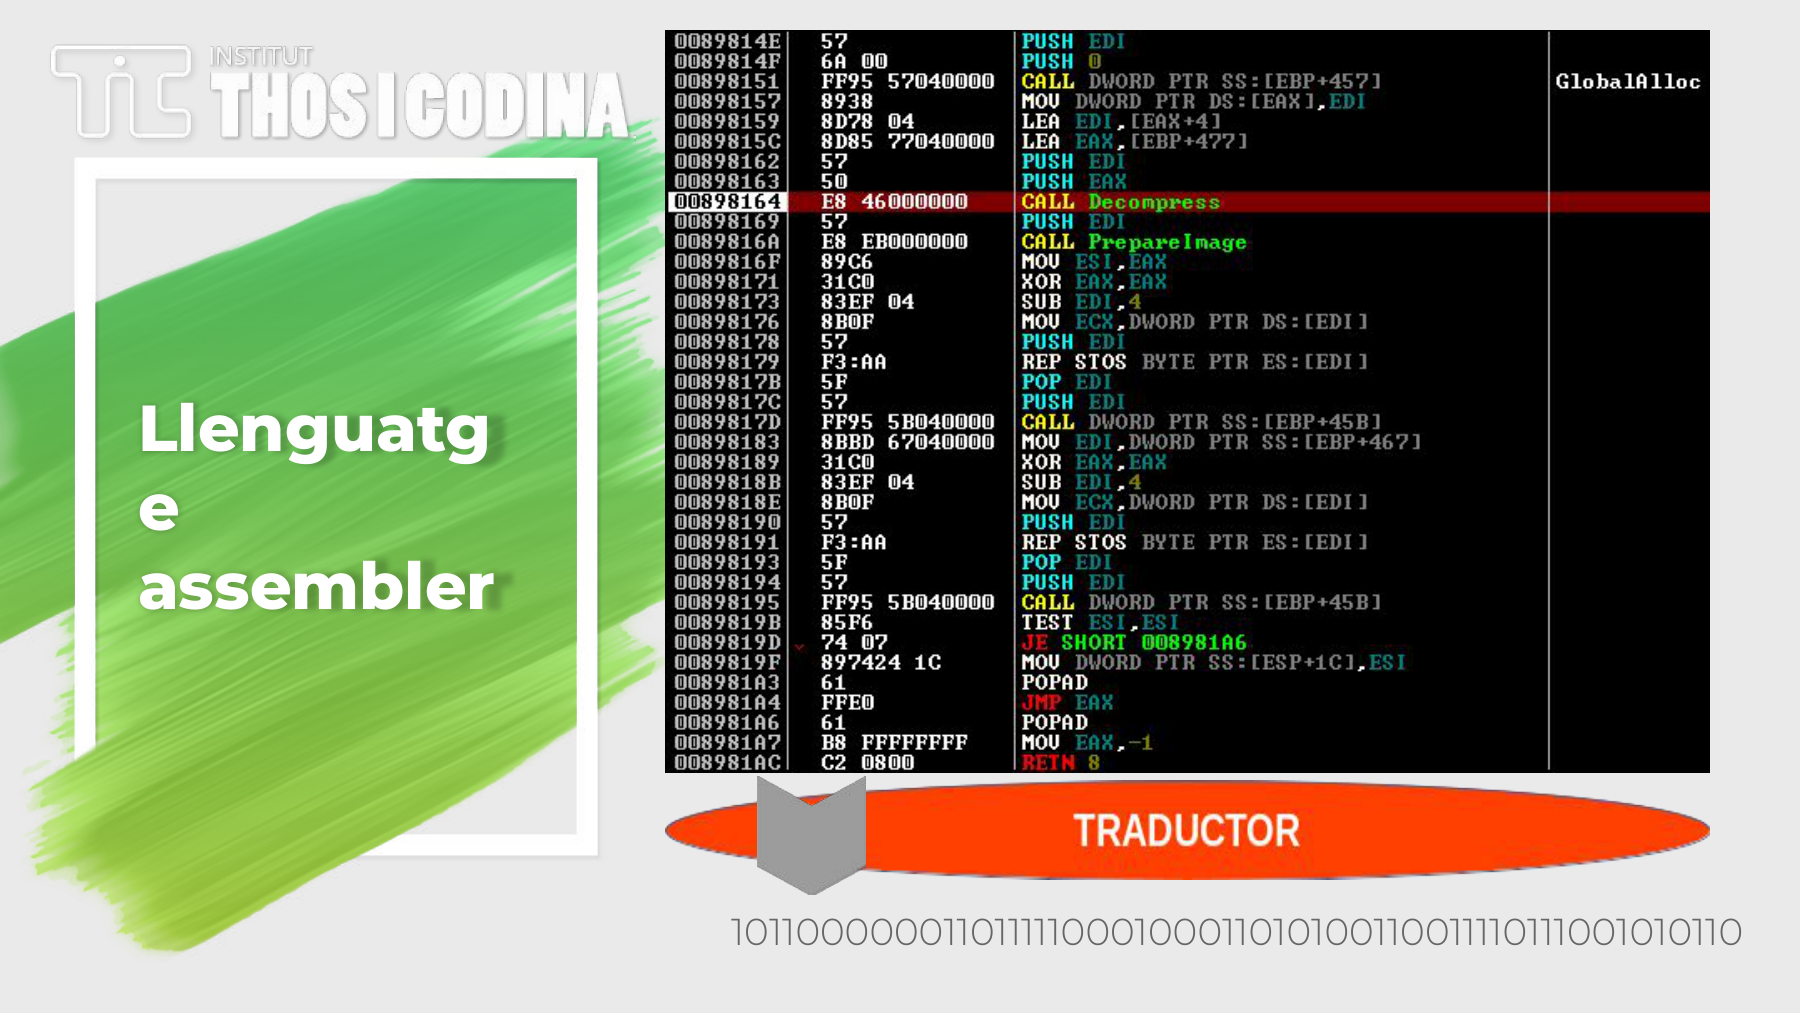 INSTITUT
THOS I CODINA
Llenguatg
e
assembler
0089814E 57 PUSH EDI
0089814F 6A 00 PUSH 0
00898151 FF95 57040000 CALL DWORD PTR SS:[EBP+457] GlobalAlloc
00898157 8938 MOV DWORD PTR DS:[EAX],EDI
00898159 8D78 04 LEA EDI,[EAX+4]
0089815C 8D85 77040000 LEA EAX,[EBP+477]
00898162 57 PUSH EDI
00898163 50 PUSH EAX
00898164 E8 46000000 CALL Decompress
00898169 57 PUSH EDI
0089816A E8 EB000000 CALL PrepareImage
0089816F 89C6 MOV ESI,EAX
00898171 31C0 XOR EAX,EAX
00898173 83EF 04 SUB EDI,4
00898176 8B0F MOV ECX,DWORD PTR DS:[EDI]
00898178 57 PUSH EDI
00898179 F3:AA REP STOS BYTE PTR ES:[EDI]
0089817B 5F POP EDI
0089817C 57 PUSH EDI
0089817D FF95 5B040000 CALL DWORD PTR SS:[EBP+45B]
00898183 8BBD 67040000 MOV EDI,DWORD PTR SS:[EBP+467]
00898189 31C0 XOR EAX,EAX
0089818B 83EF 04 SUB EDI,4
0089818E 8B0F MOV ECX,DWORD PTR DS:[EDI]
00898190 57 PUSH EDI
00898191 F3:AA REP STOS BYTE PTR ES:[EDI]
00898193 5F POP EDI
00898194 57 PUSH EDI
00898195 FF95 5B040000 CALL DWORD PTR SS:[EBP+45B]
0089819B 85F6 TEST ESI,ESI
0089819D 74 07 JE SHORT 008981A6
0089819F 897424 1C MOV DWORD PTR SS:[ESP+1C],ESI
008981A3 61 POPAD
008981A4 FFE0 JMP EAX
008981A6 61 POPAD
008981A7 B8 FFFFFFFF MOV EAX,-1
008981AC C2 0800 RETN 8
TRADUCTOR
1011000000011011111100010001101010011001111011100101011O